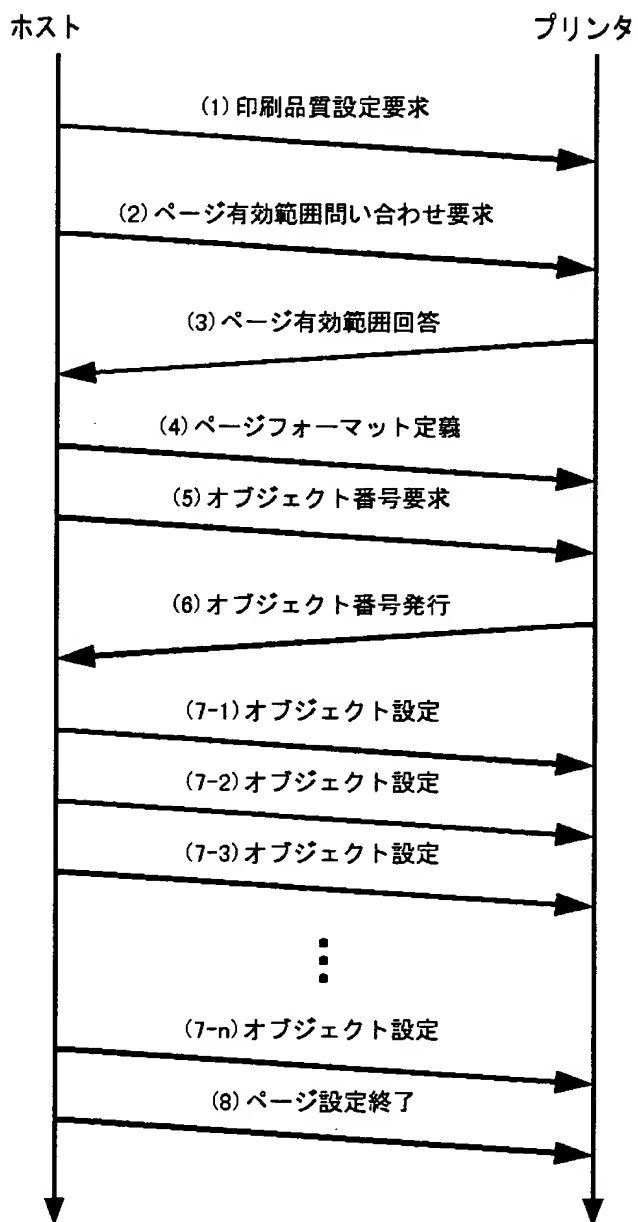 ホスト
プリンタ
(1)印刷品質設定要求
(2)ページ有効範囲問い合わせ要求
(3)ページ有効範囲回答
(4)ページフォーマット定義
(5)オブジェクト番号要求
(6)オブジェクト番号発行
(7-1)オブジェクト設定
(7-2)オブジェクト設定
(7-3)オブジェクト設定
(7-n)オブジェクト設定
(8)ページ設定終了